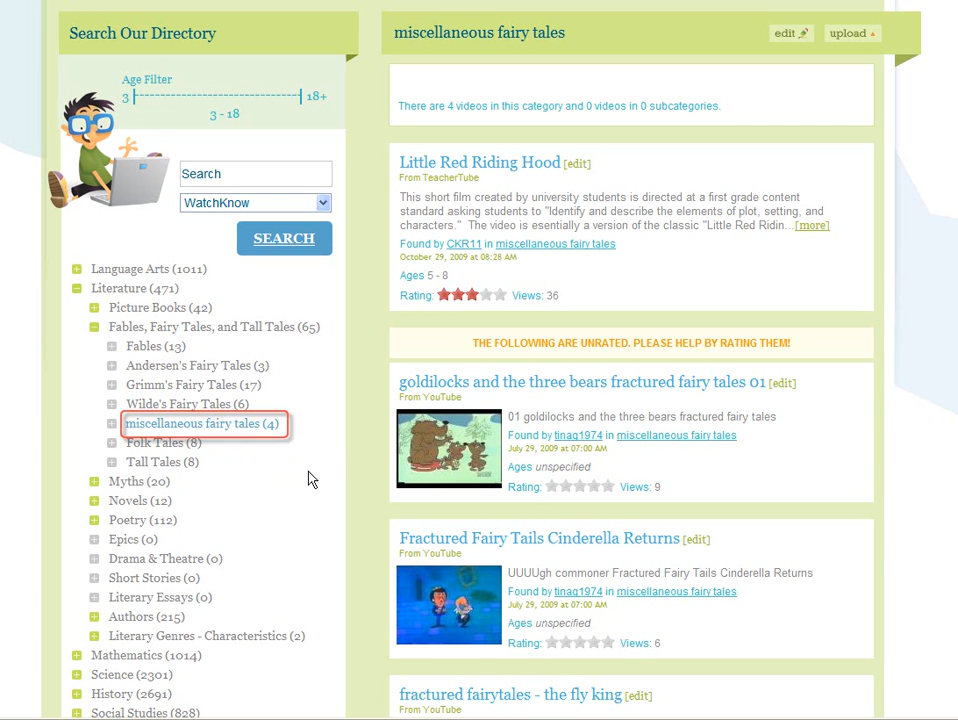 Search Our Directory
Age Filter
3 18+
3 - 18
Search
WatchKnow
SEARCH
Language Arts (1011)
Literature (471)
Picture Books (42)
Fables, Fairy Tales, and Tall Tales (65)
Fables (13)
Andersen's Fairy Tales (3)
Grimm's Fairy Tales (17)
Wilde's Fairy Tales (6)
miscellaneous fairy tales (4)
Folk Tales (8)
Tall Tales (8)
Myths (20)
Novels (12)
Poetry (112)
Epics (0)
Drama & Theatre (0)
Short Stories (0)
Literary Essays (0)
Authors (215)
Literary Genres - Characteristics (2)
Mathematics (1014)
Science (2301)
History (2691)
Social Studies (828)
miscellaneous fairy tales
edit upload
There are 4 videos in this category and 0 videos in 0 subcategories.
Little Red Riding Hood [edit]
From TeacherTube
This short film created by university students is directed at a first grade content
standard asking students to "Identify and describe the elements of plot, setting, and
characters." The video is esentially a version of the classic "Little Red Ridin...[more]
Found by CKR11 in miscellaneous fairy tales
October 29, 2009 at 08:28 AM
Ages 5 - 8
Rating: Views: 36
THE FOLLOWING ARE UNRATED. PLEASE HELP BY RATING THEM!
goldilocks and the three bears fractured fairy tales 01 [edit]
From YouTube
01 goldilocks and the three bears fractured fairy tales
Found by tinag1974 in miscellaneous fairy tales
July 29, 2009 at 07:00 AM
Ages unspecified
Rating: Views: 9
Fractured Fairy Tails Cinderella Returns [edit]
From YouTube
UUUUgh commoner Fractured Fairy Tails Cinderella Returns
Found by tinag1974 in miscellaneous fairy tales
July 29, 2009 at 07:00 AM
Ages unspecified
Rating: Views: 6
fractured fairytales - the fly king [edit]
From YouTube